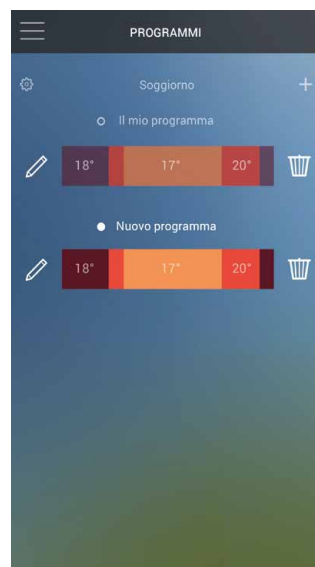 PROGRAMMI
Soggiorno
Il mio programma
18° 17° 20°
Nuovo programma
18° 17° 20°